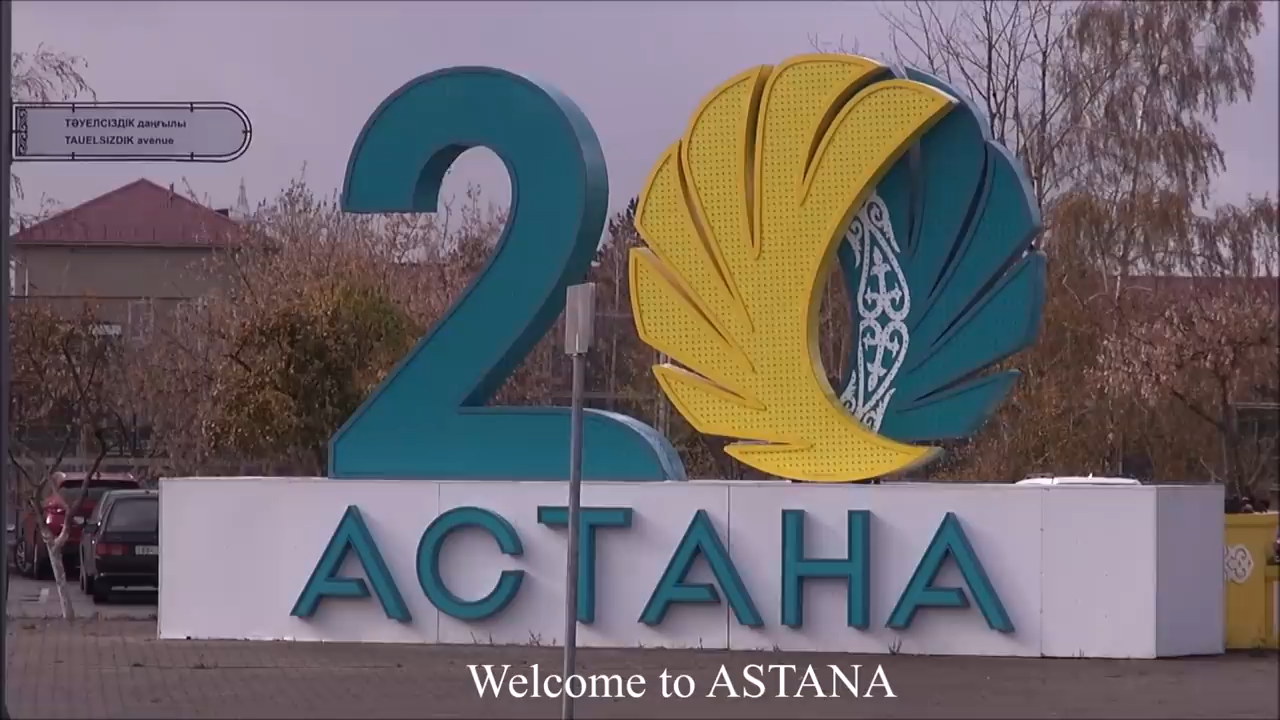 ТӘУЕЛСІЗДІК даңғылы
TAUELSIZDIK avenue
20
АСТАНА
Welcome to ASTANA